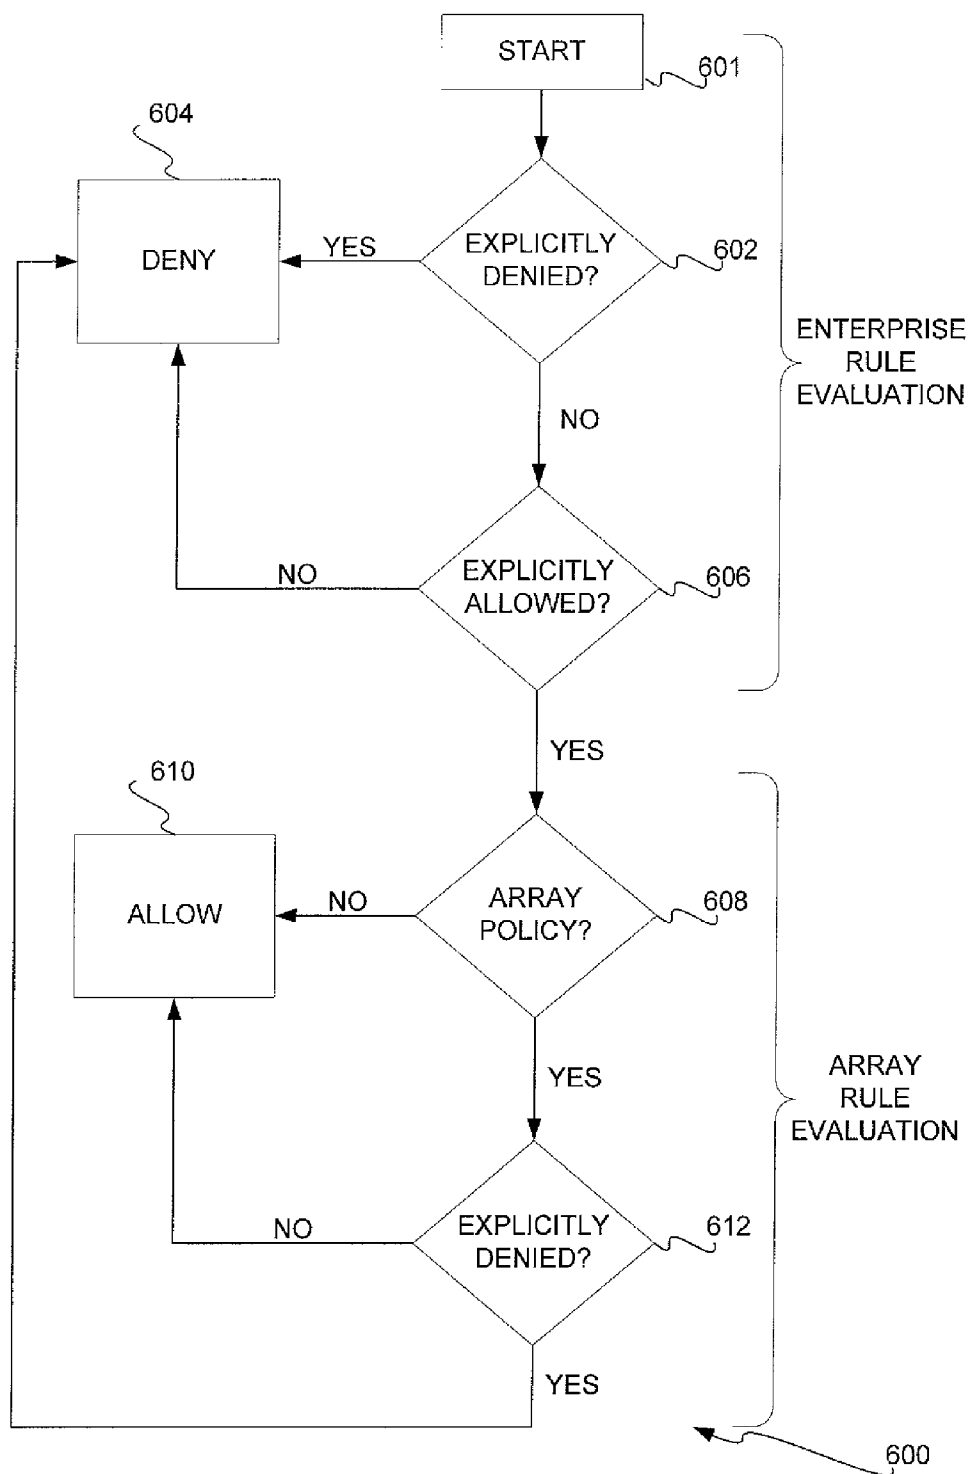 START
601
604
EXPLICITLY
DENIED?
602
YES
DENY
ENTERPRISE
RULE
EVALUATION
NO
EXPLICITLY
ALLOWED?
606
NO
YES
610
ARRAY
POLICY?
608
NO
ALLOW
YES
ARRAY
RULE
EVALUATION
EXPLICITLY
DENIED?
612
NO
YES
600